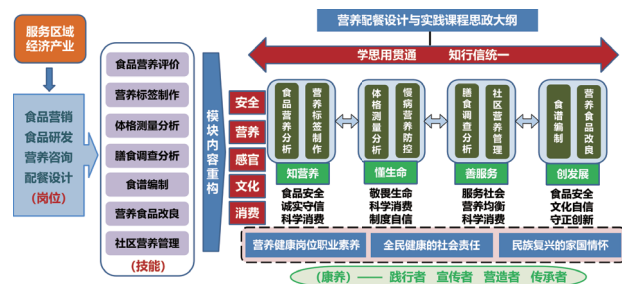 服务区域
经济产业
食品营销
食品研发
营养咨询
配餐设计
(岗位)
食品营养评价
营养标签制作
体格测量分析
膳食调查分析
食谱编制
营养食品改良
社区营养管理
(技能)
模块内容重构
营养配餐设计与实践课程思政大纲
学思用贯通 知行信统一
安全
营养
感官
文化
消费
食品营养分析
营养标签制作
体格测量分析
慢病营养防控
膳食调查分析
社区营养管理
食谱编制
营养食品改良
知营养
懂生命
善服务
创发展
食品安全
诚实守信
科学消费
敬畏生命
科学消费
制度自信
服务社会
营养均衡
科学消费
食品安全
文化自信
守正创新
营养健康岗位职业素养
全民健康的社会责任
民族复兴的家国情怀
(康养)—— 践行者 宣传者 营造者 传承者